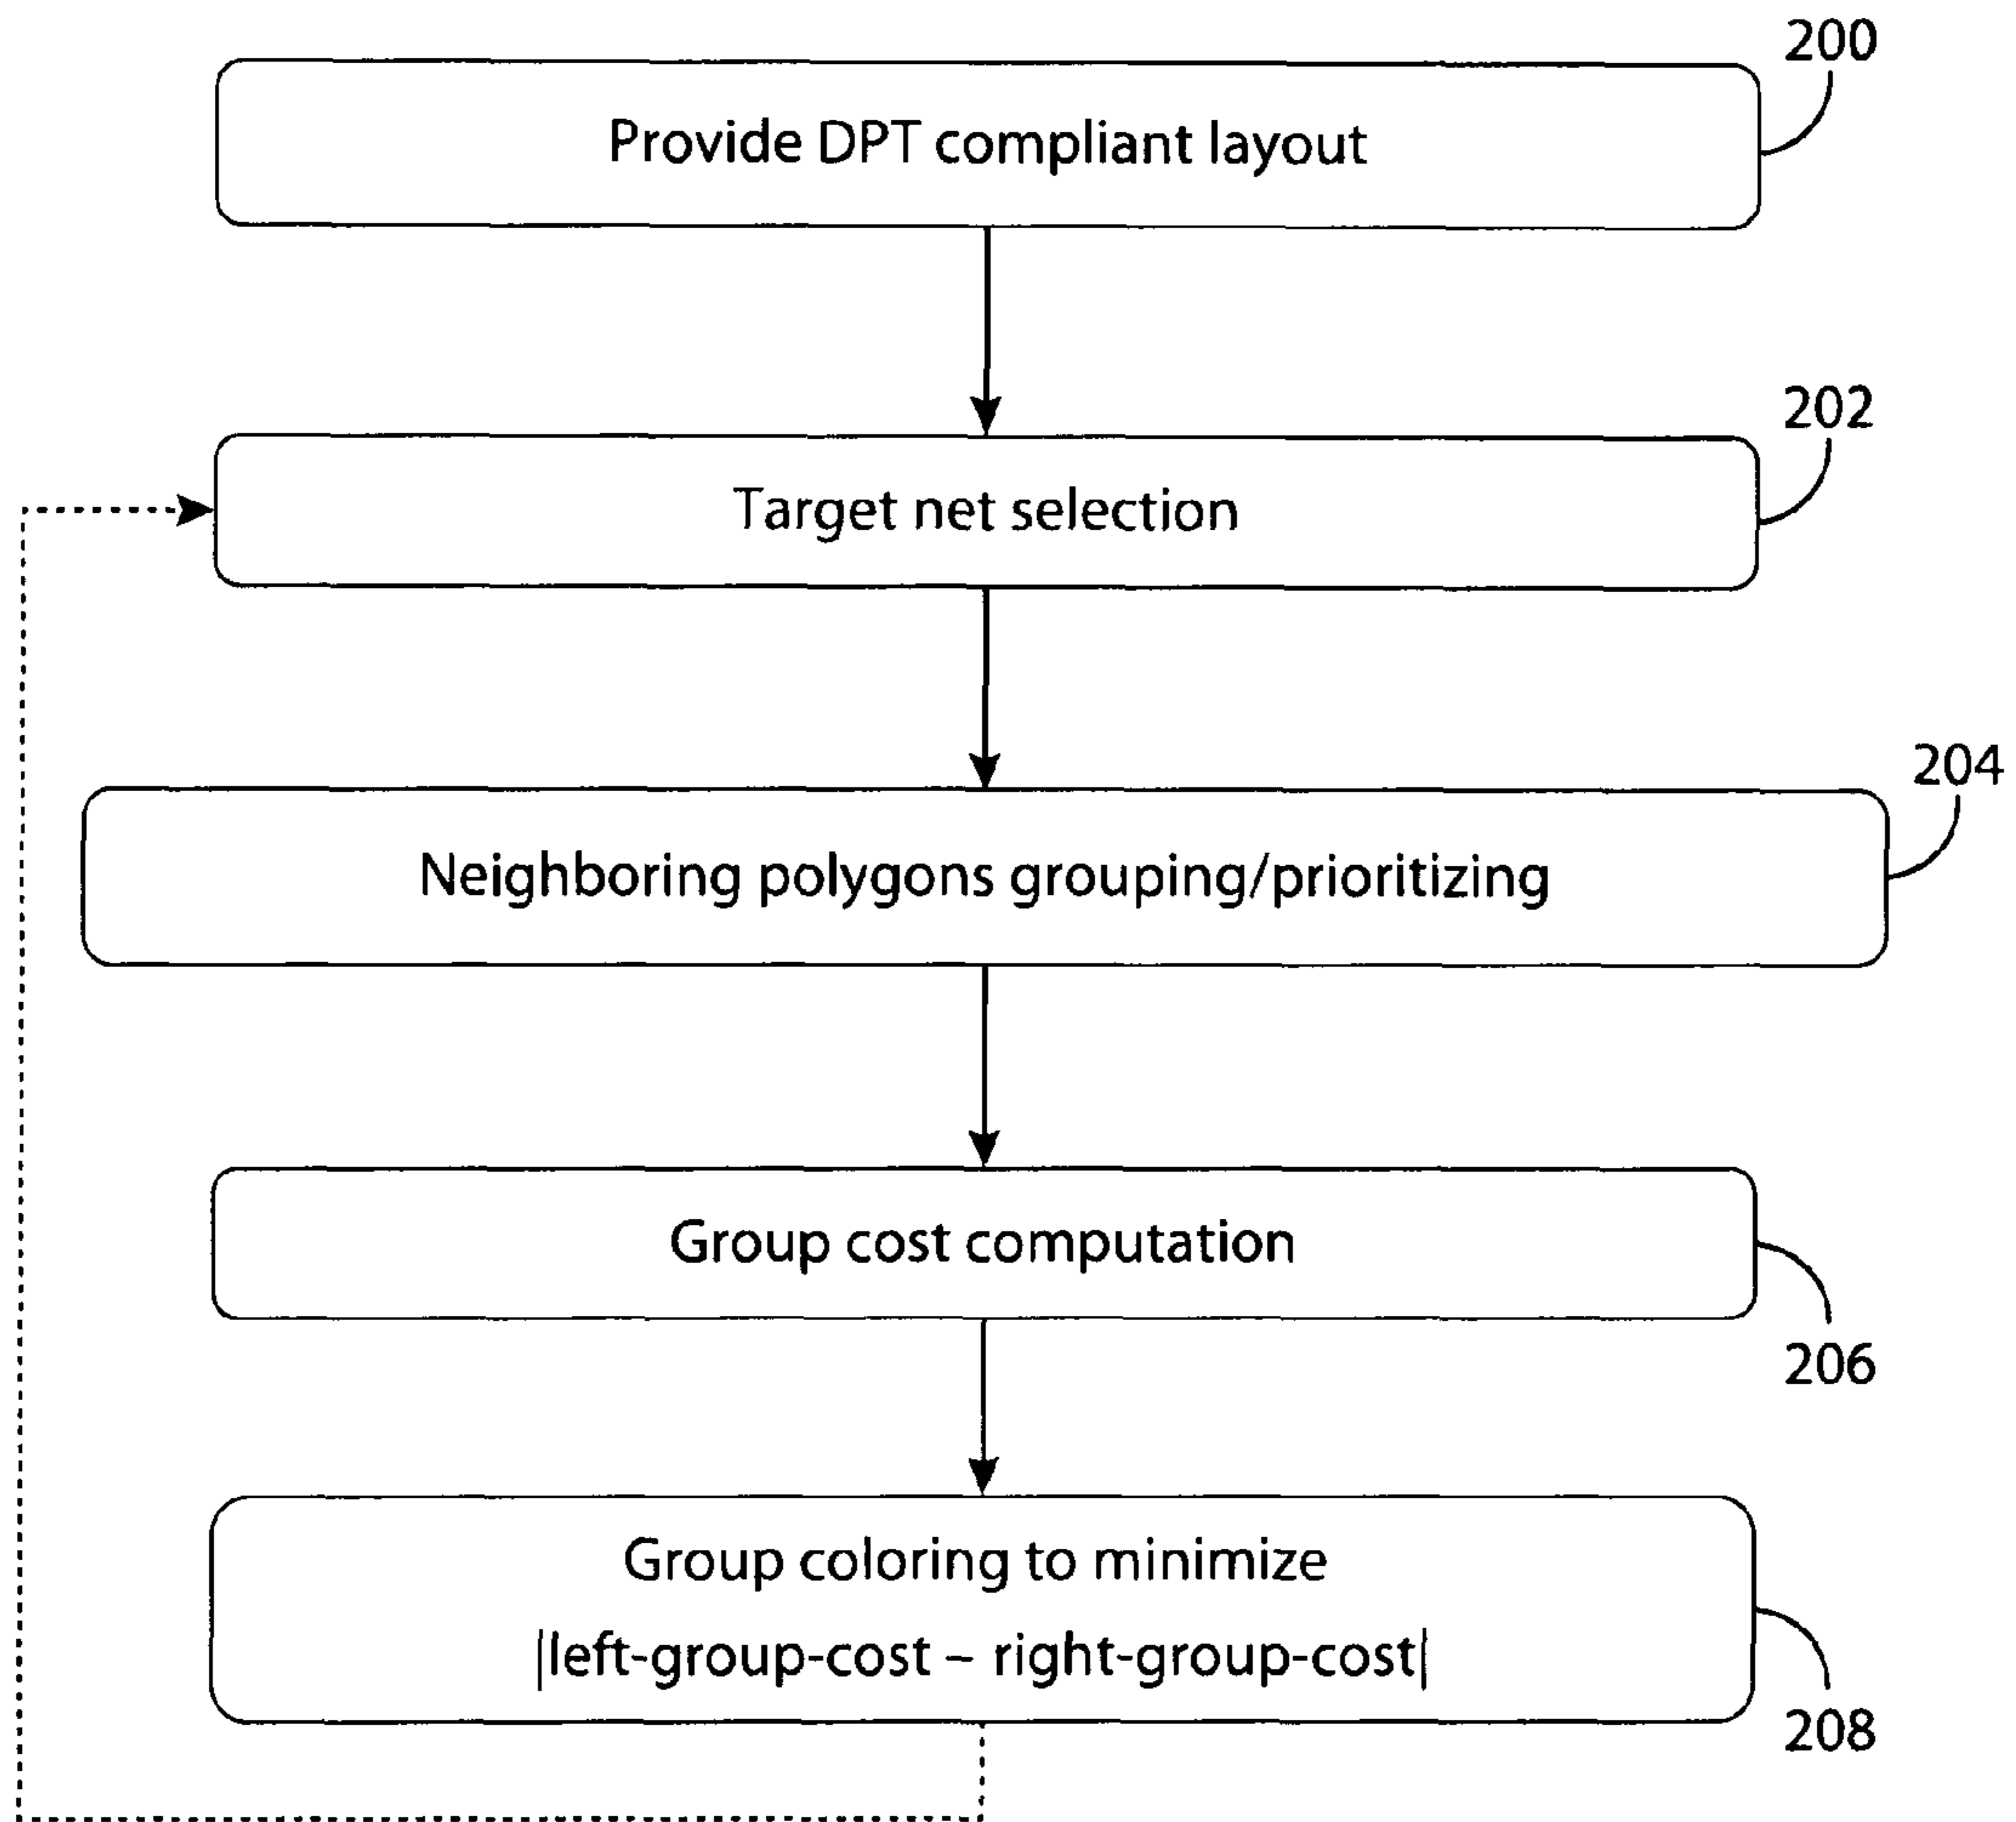 200
Provide DPT compliant layout
202
Target net selection
204
Neighboring polygons grouping/prioritizing
Group cost computation
206
Group coloring to minimize
|left-group-cost – right-group-cost|
208